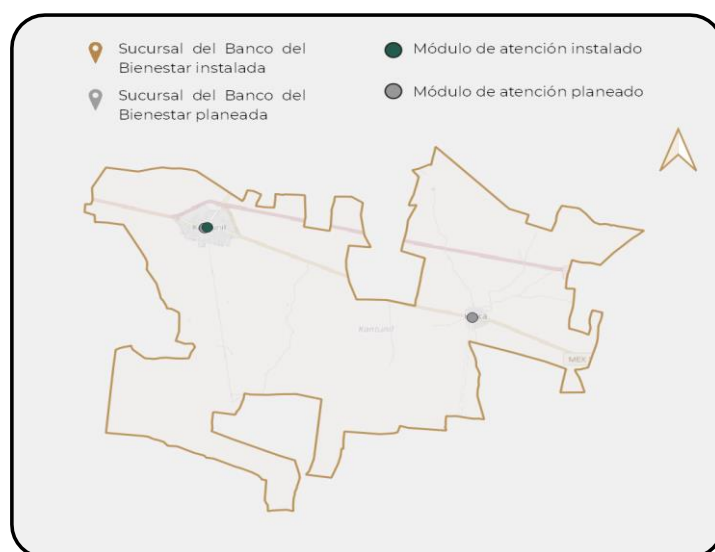 Sucursal del Banco del
Bienestar instalada
Sucursal del Banco del
Bienestar planeada
Módulo de atención instalado
Módulo de atención planeado
Kantunil
MEX